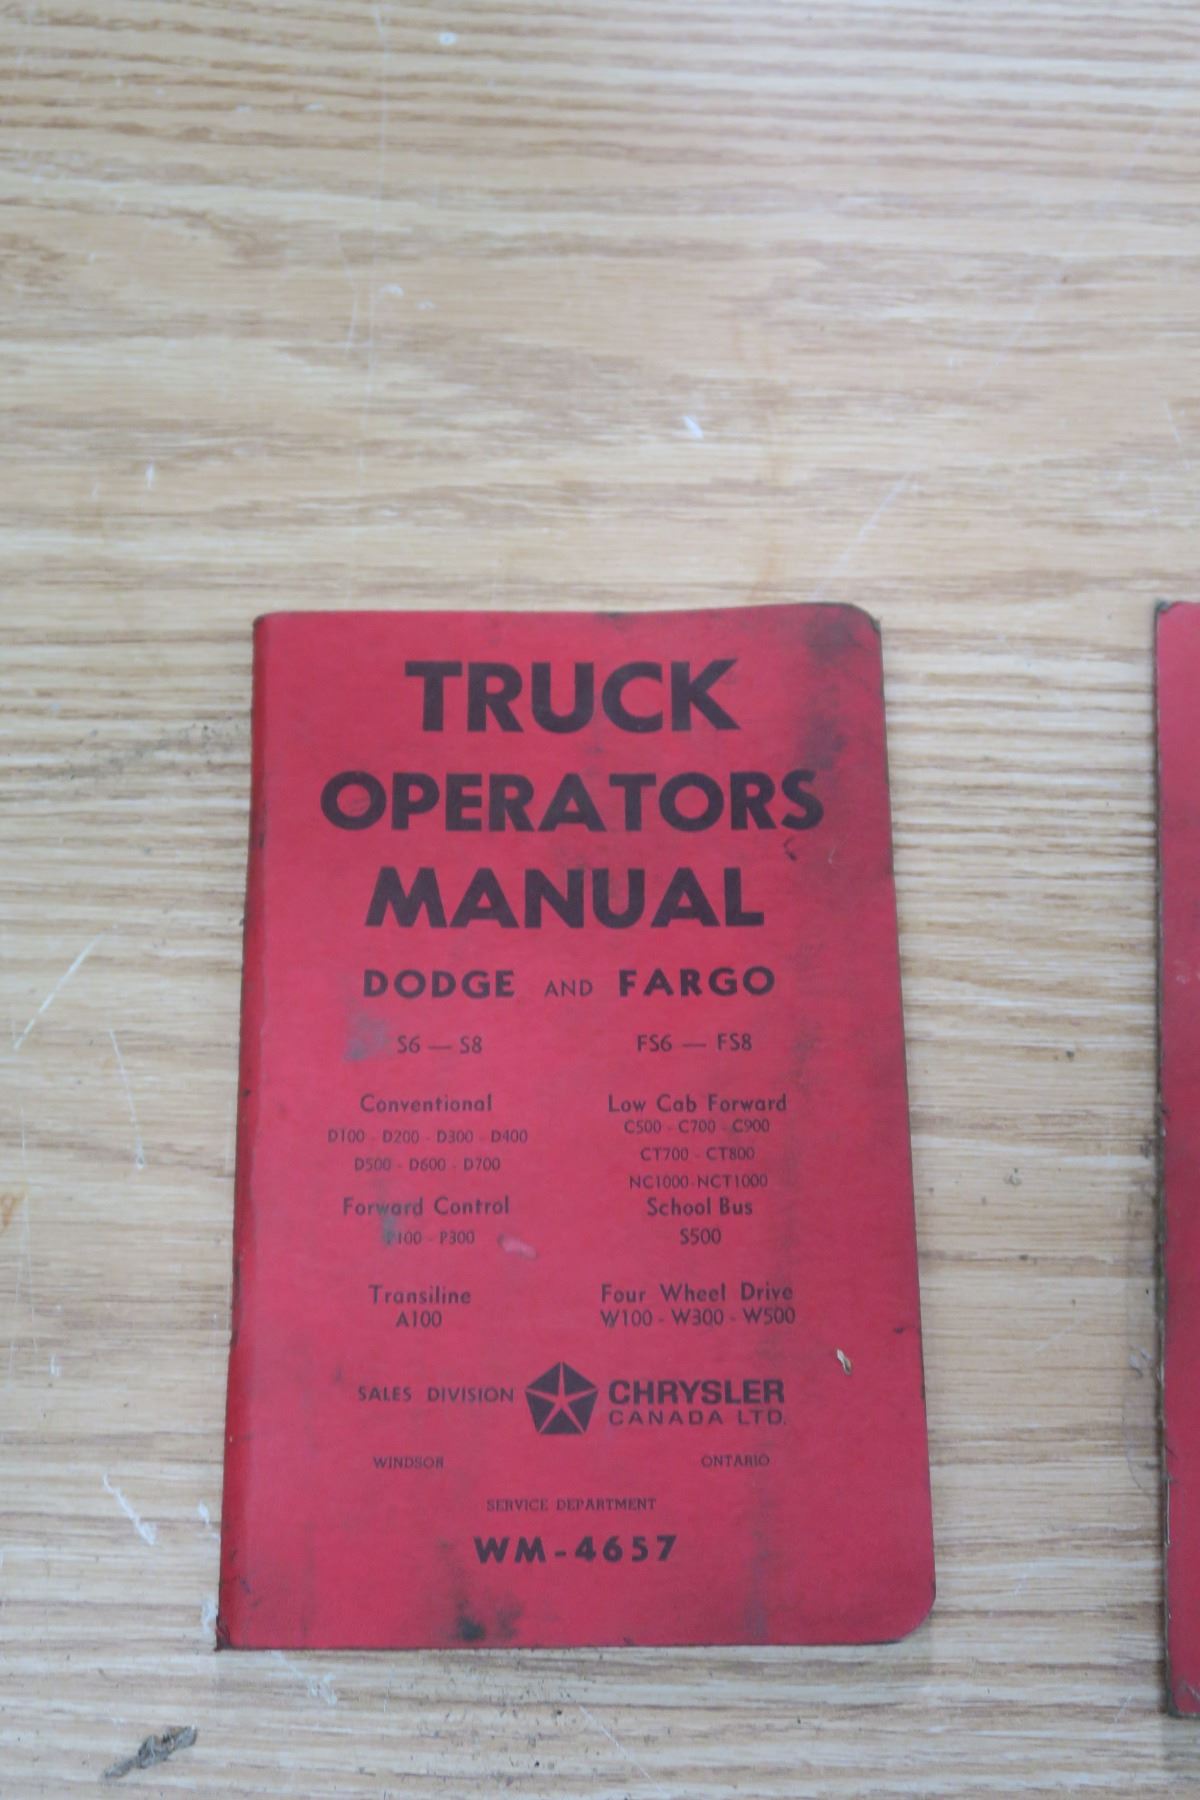 TRUCK
OPERATORS
MANUAL
DODGE AND FARGO
S6 — S8 FS6 — FS8
Conventional
D100 - D200 - D300 - D400
D500 - D600 - D700
Low Cab Forward
C500 - C700 - C900
CT700 - CT800
NC1000-NCT1000
Forward Control
P100 - P300
School Bus
S500
Transiline
A100
Four Wheel Drive
W100 - W300 - W500
SALES DIVISION CHRYSLER
CANADA LTD.
WINDSOR ONTARIO
SERVICE DEPARTMENT
WM-4657